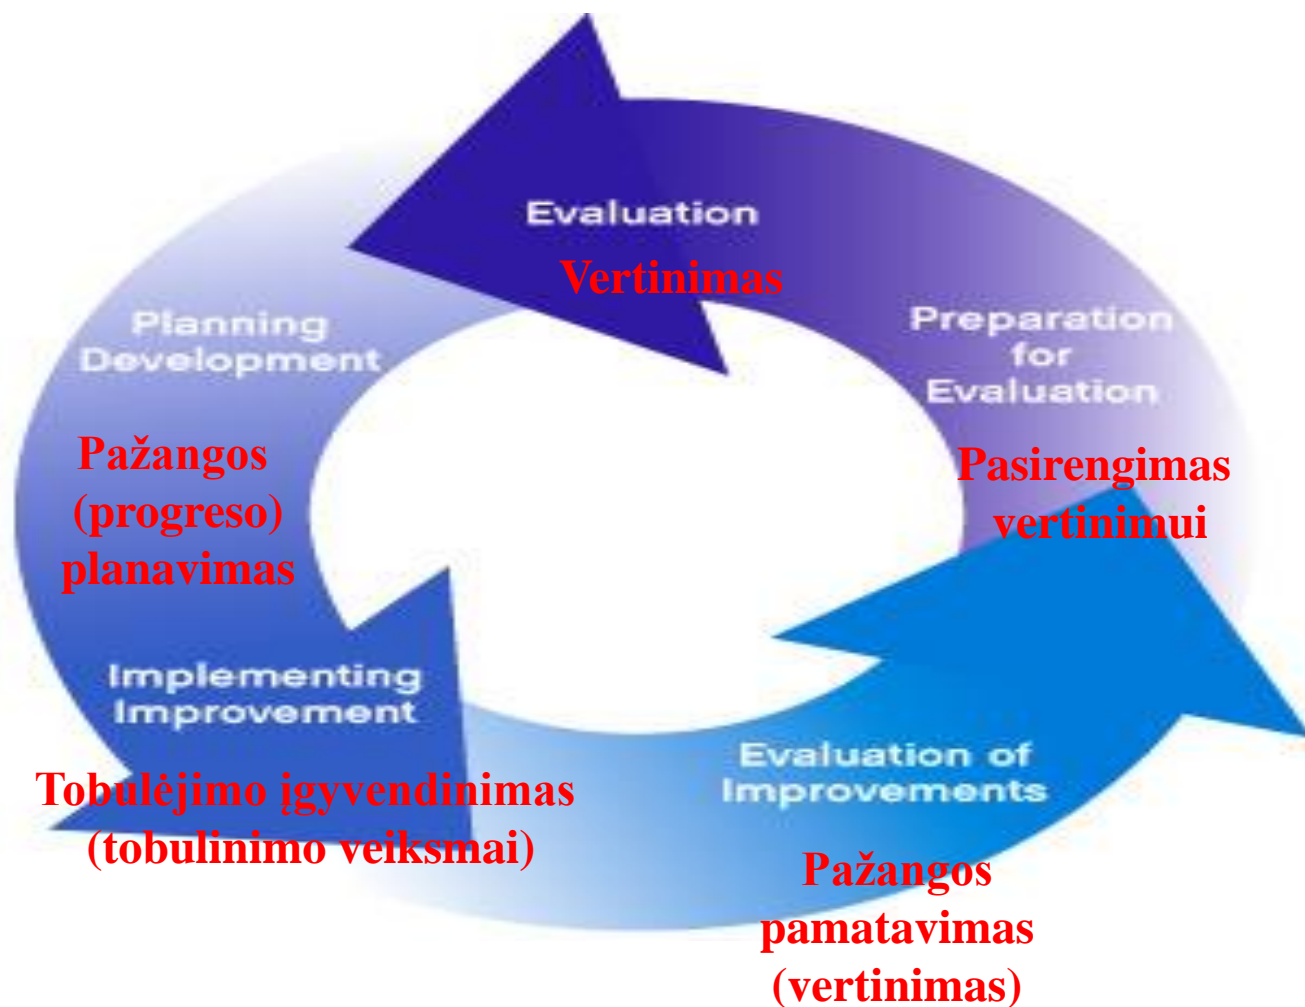 Evaluation
Vertinimas
Planning
Development
Pažangos
(progreso)
planavimas
Preparation
for
Evaluation
Pasirengimas
vertinimui
Implementing
Improvement
Tobulėjimo įgyvendinimas
(tobulinimo veiksmai)
Evaluation of
Improvements
Pažangos
pamatavimas
(vertinimas)